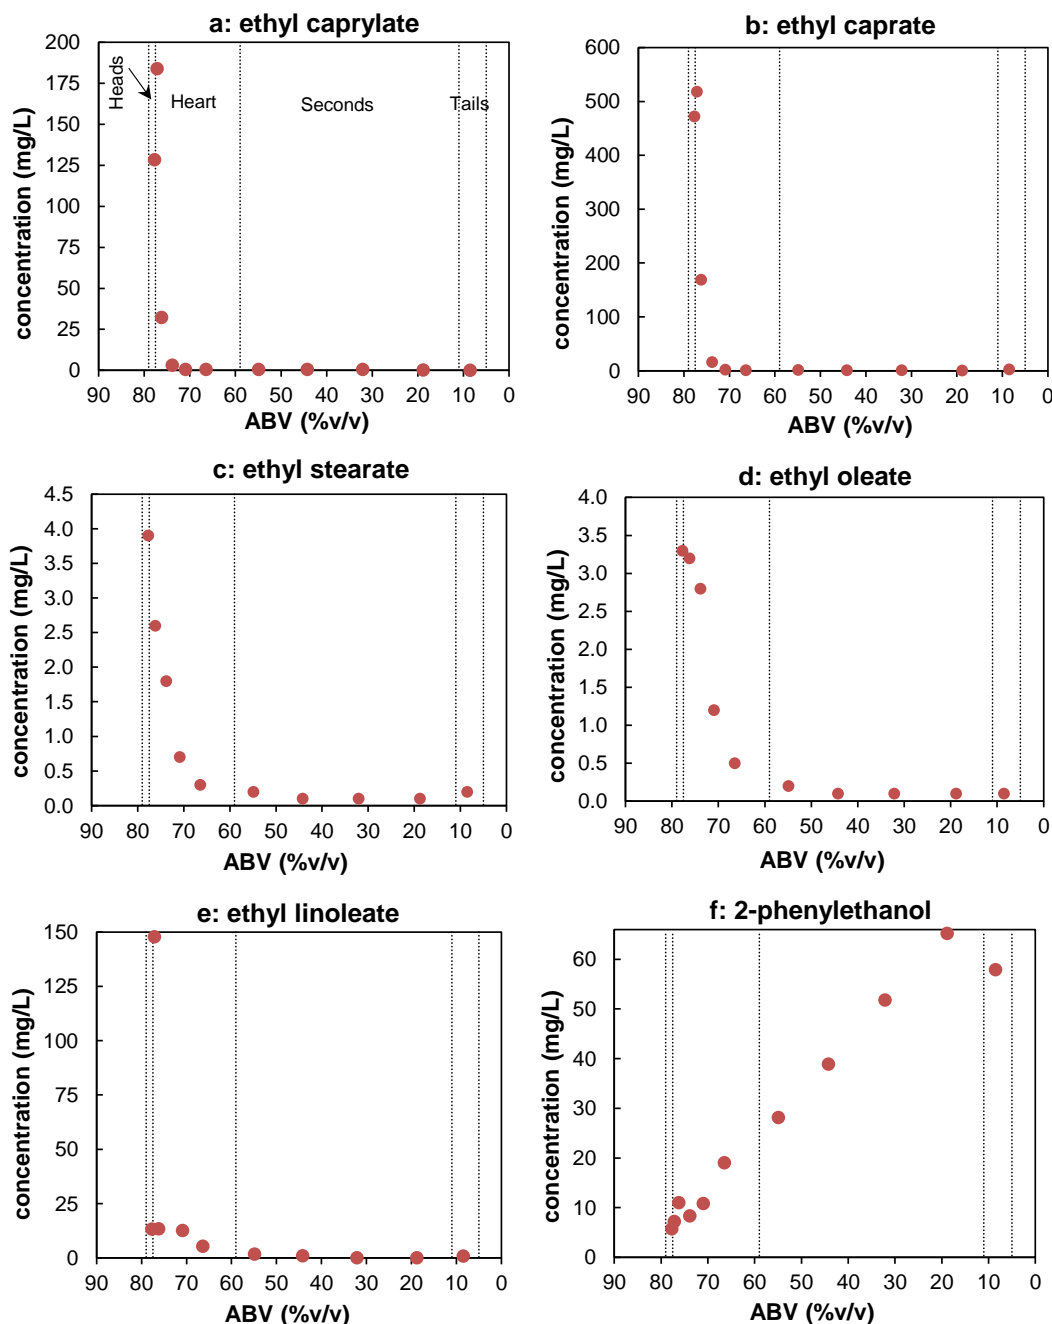 a: ethyl caprylate
200
175
150
125
100
75
50
25
0
concentration (mg/L)
Heads
Heart
Seconds
Tails
90 80 70 60 50 40 30 20 10 0
ABV (%v/v)
b: ethyl caprate
600
500
400
300
200
100
0
concentration (mg/L)
90 80 70 60 50 40 30 20 10 0
ABV (%v/v)
c: ethyl stearate
4.5
4.0
3.5
3.0
2.5
2.0
1.5
1.0
0.5
0.0
concentration (mg/L)
90 80 70 60 50 40 30 20 10 0
ABV (%v/v)
d: ethyl oleate
4.0
3.5
3.0
2.5
2.0
1.5
1.0
0.5
0.0
concentration (mg/L)
90 80 70 60 50 40 30 20 10 0
ABV (%v/v)
e: ethyl linoleate
150
125
100
75
50
25
0
concentration (mg/L)
90 80 70 60 50 40 30 20 10 0
ABV (%v/v)
f: 2-phenylethanol
60
50
40
30
20
10
0
concentration (mg/L)
90 80 70 60 50 40 30 20 10 0
ABV (%v/v)